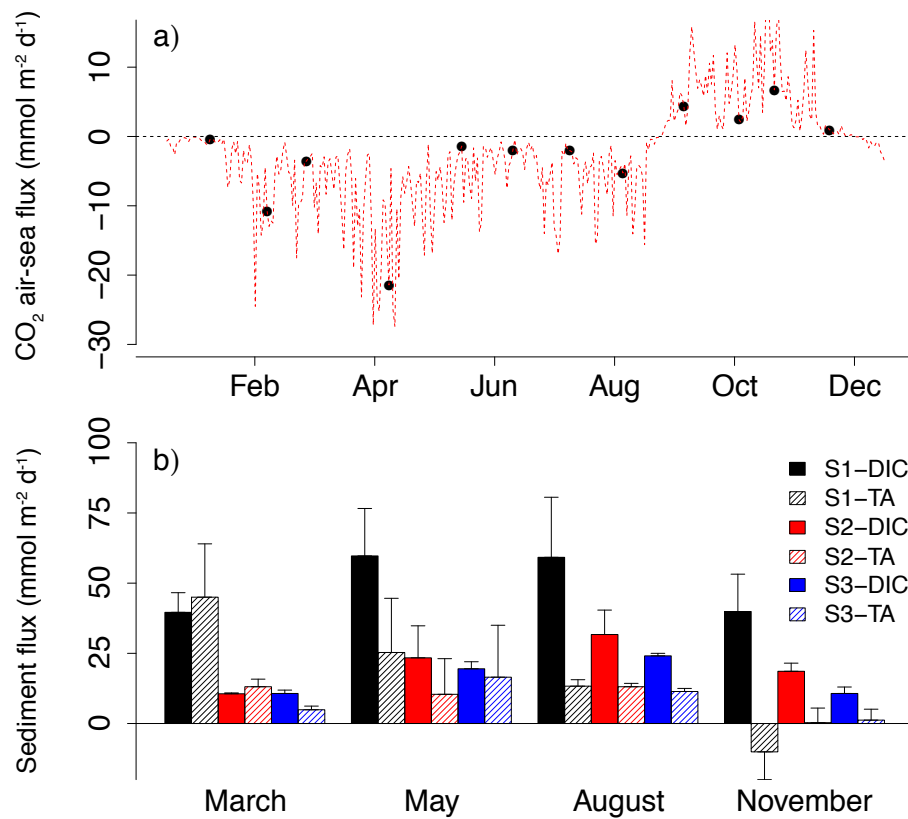 a)
CO₂ air-sea flux (mmol m⁻² d⁻¹)
10
0
−10
−20
−30
Feb Apr Jun Aug Oct Dec
b)
Sediment flux (mmol m⁻² d⁻¹)
100
75
50
25
0
S1−DIC
S1−TA
S2−DIC
S2−TA
S3−DIC
S3−TA
March May August November